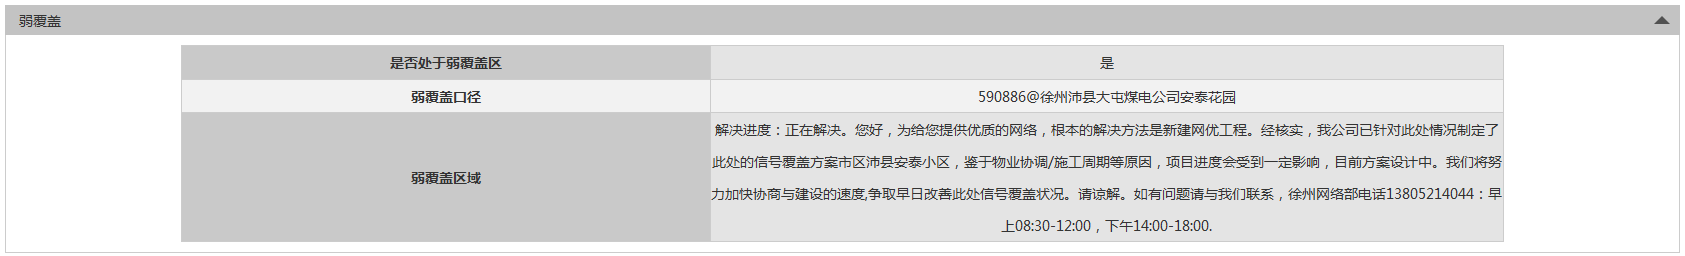 弱覆盖
是否处于弱覆盖区
是
弱覆盖口径
590886@徐州沛县大屯煤电公司安泰花园
弱覆盖区域
解决进度：正在解决。您好，为给您提供优质的网络，根本的解决方法是新建网优工程。经核实，我公司已针对此处情况制定了
此处的信号覆盖方案市区沛县安泰小区，鉴于物业协调/施工周期等原因，项目进度会受到一定影响，目前方案设计中。我们将努
力加快协商与建设的速度,争取早日改善此处信号覆盖状况。请谅解。如有问题请与我们联系，徐州网络部电话13805214044：早
上08:30-12:00，下午14:00-18:00.